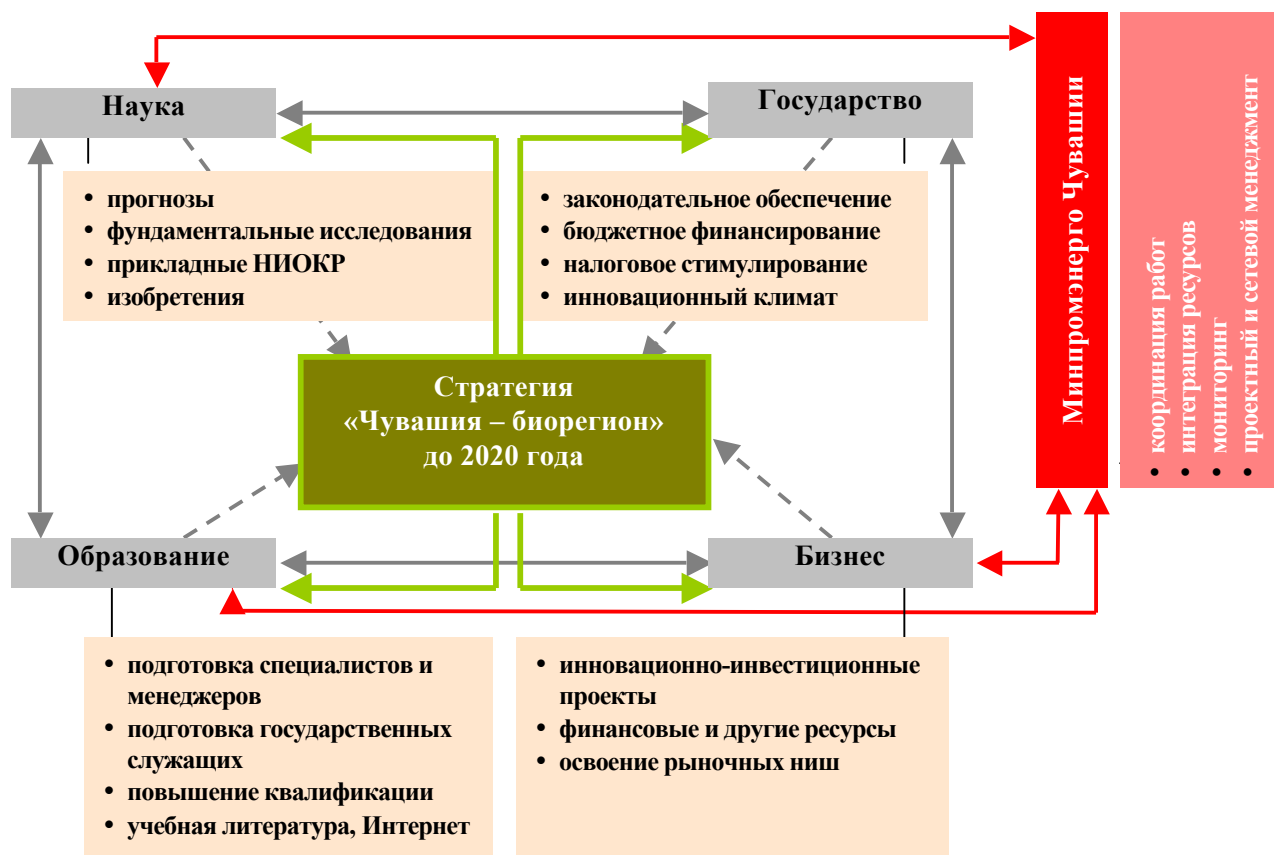 Наука
Государство
• прогнозы
• фундаментальные исследования
• прикладные НИОКР
• изобретения
• законодательное обеспечение
• бюджетное финансирование
• налоговое стимулирование
• инновационный климат
Стратегия
«Чувашия – биорегион»
до 2020 года
Образование
Бизнес
• подготовка специалистов и
менеджеров
• подготовка государственных
служащих
• повышение квалификации
• учебная литература, Интернет
• инновационно-инвестиционные
проекты
• финансовые и другие ресурсы
• освоение рыночных ниш
Минпромэнерго Чувашии
• координация работ
• интеграция ресурсов
• мониторинг
• проектный и сетевой менеджмент